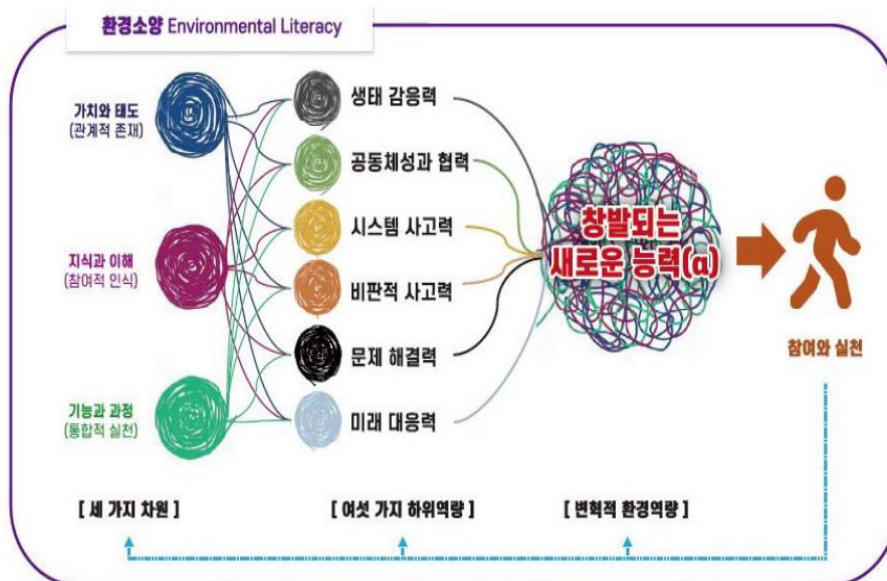 환경소양 Environmental Literacy
가치와 태도
(관계적 존재)
지식과 이해
(참여적 인식)
기능과 과정
(통합적 실천)
생태 감응력
공동체성과 협력
시스템 사고력
비판적 사고력
문제 해결력
미래 대응력
창발되는
새로운 능력(α)
참여와 실천
[ 세 가지 차원 ]
[ 여섯 가지 하위역량 ]
[ 변혁적 환경역량 ]